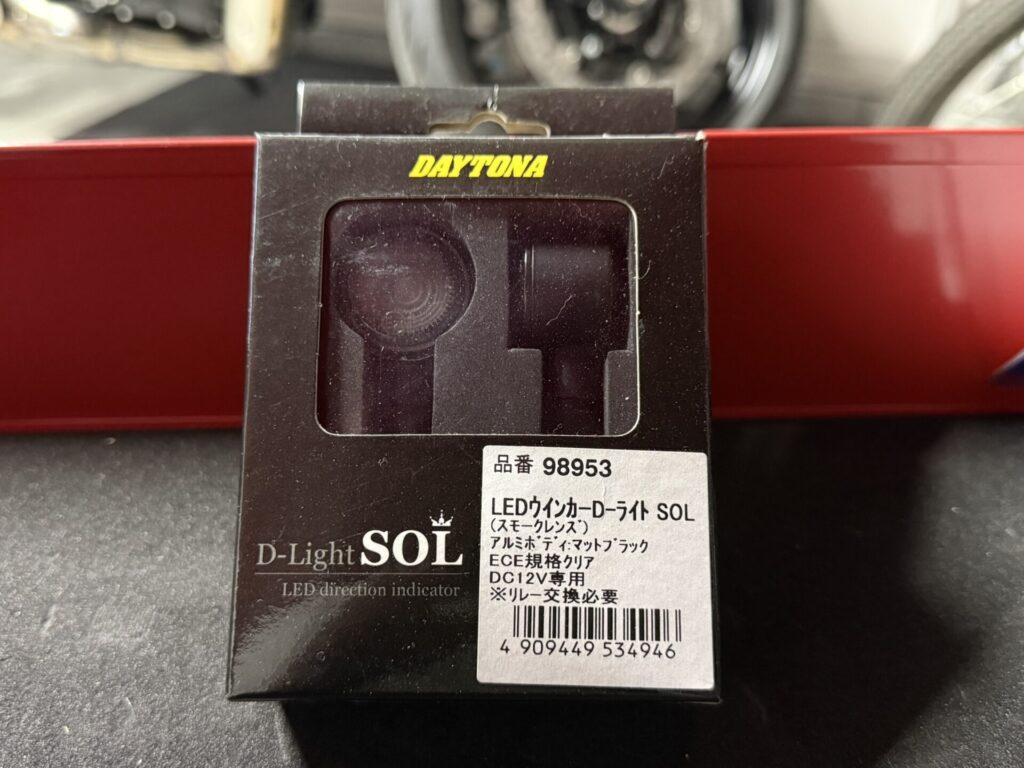 DAYTONA
D-Light SOL
LED direction indicator
品番 98953
LEDウインカーD-ライト SOL
(スモークレンズ)
アルミボディ:マットブラック
ECE規格クリア
DC12V専用
※リレー交換必要
4 909449 534946